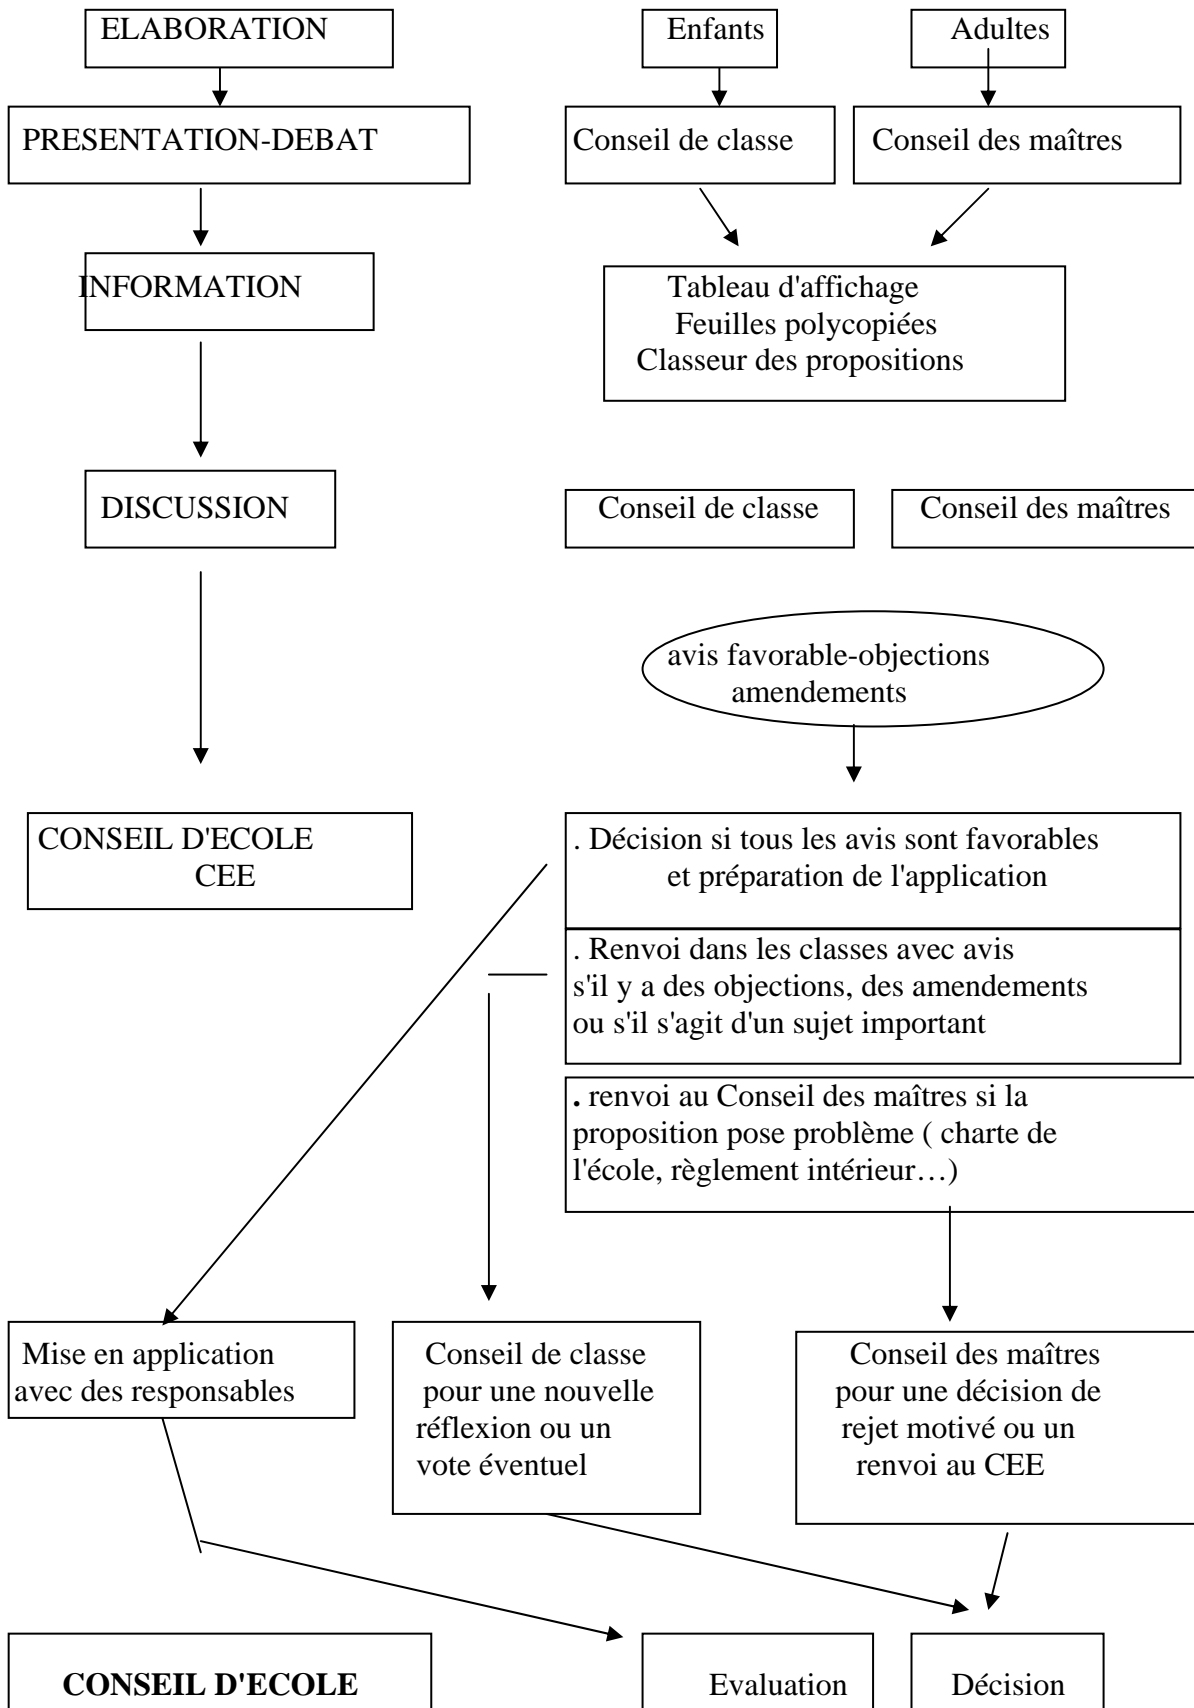 ELABORATION
Enfants
Adultes
PRESENTATION-DEBAT
Conseil de classe
Conseil des maîtres
INFORMATION
Tableau d'affichage
Feuilles polycopiées
Classeur des propositions
DISCUSSION
Conseil de classe
Conseil des maîtres
avis favorable-objections
amendements
CONSEIL D'ECOLE
CEE
. Décision si tous les avis sont favorables
et préparation de l'application
. Renvoi dans les classes avec avis
s'il y a des objections, des amendements
ou s'il s'agit d'un sujet important
. renvoi au Conseil des maîtres si la
proposition pose problème ( charte de
l'école, règlement intérieur…)
Mise en application
avec des responsables
Conseil de classe
pour une nouvelle
réflexion ou un
vote éventuel
Conseil des maîtres
pour une décision de
rejet motivé ou un
renvoi au CEE
CONSEIL D'ECOLE
Evaluation
Décision